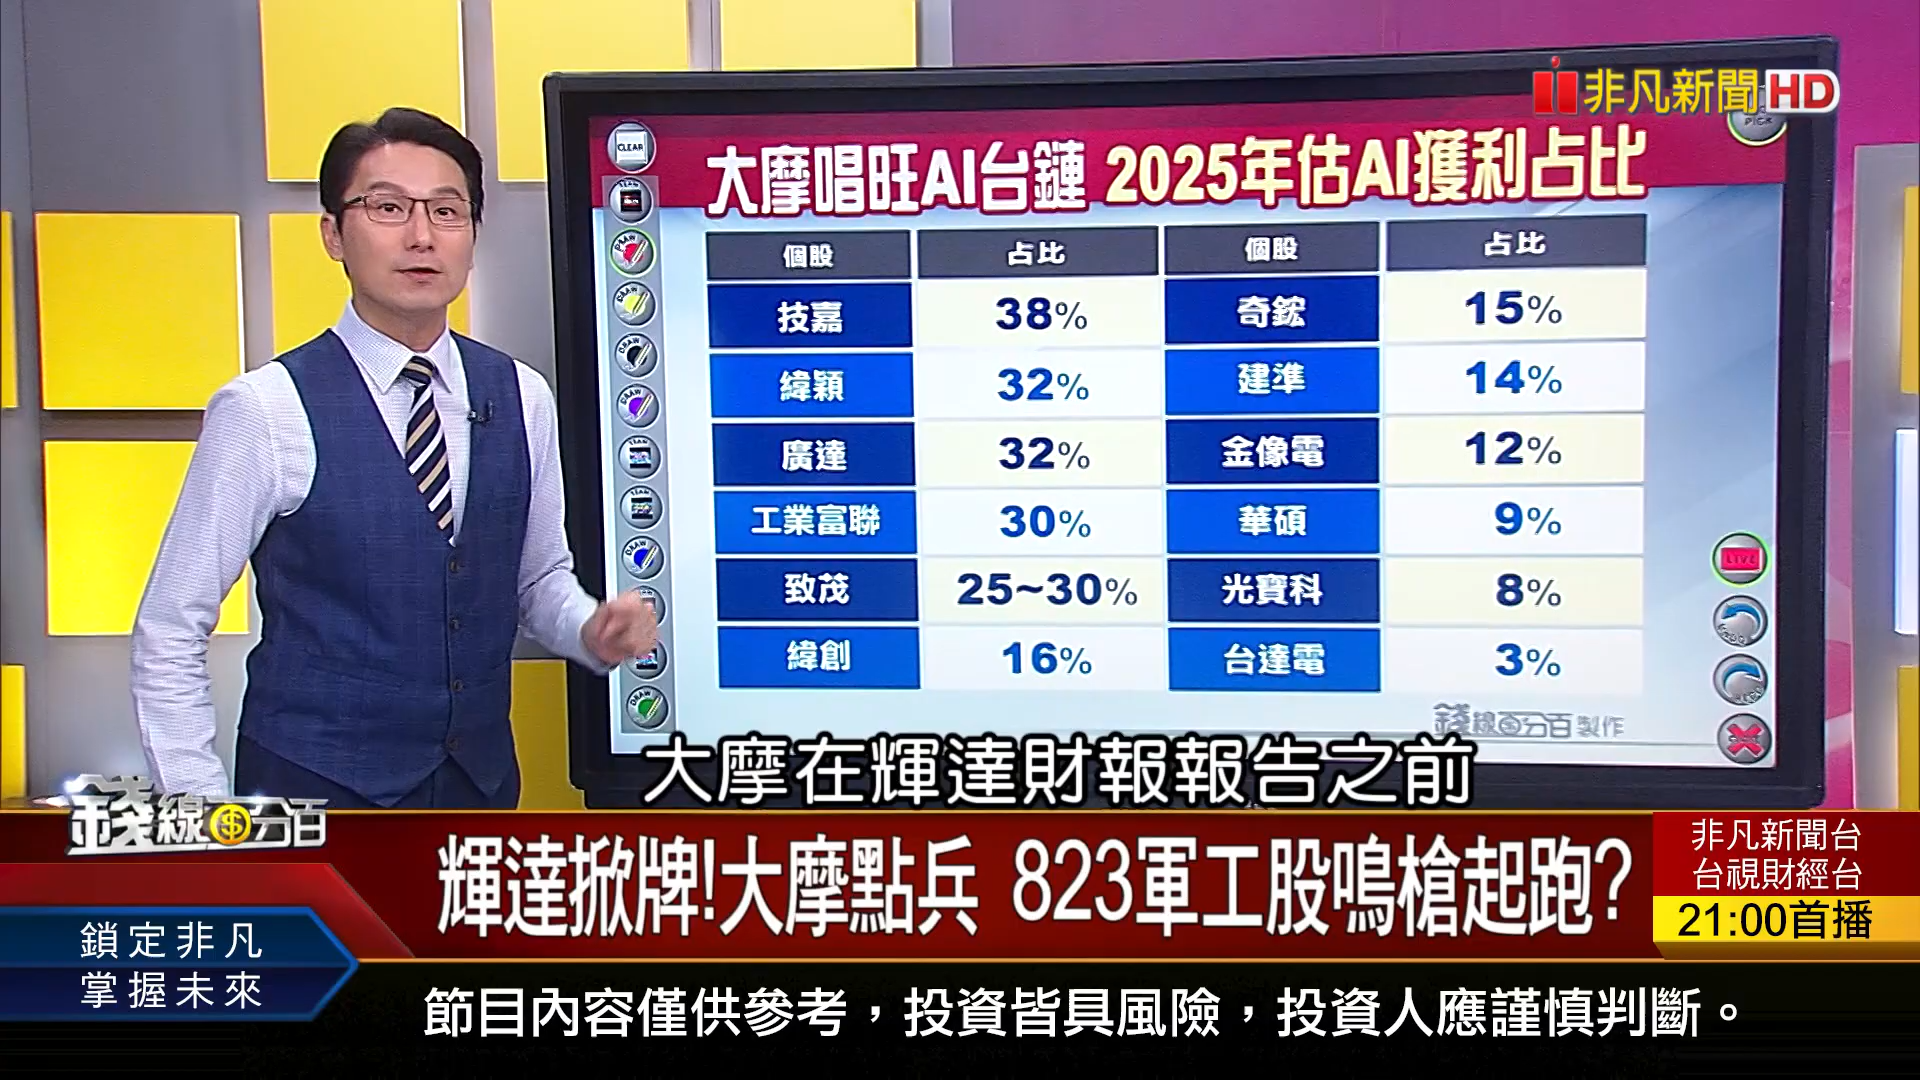 非凡新聞HD
PICK
CLEAR
大摩唱旺AI台鏈 2025年估AI獲利占比
個股 占比 個股 占比
技嘉 38% 奇鋐 15%
緯穎 32% 建準 14%
廣達 32% 金像電 12%
工業富聯 30% 華碩 9%
致茂 25~30% 光寶科 8%
緯創 16% 台達電 3%
DRAW
LIVE
錢線百分百 製作
大摩在輝達財報報告之前
錢線百分百
輝達掀牌!大摩點兵 823軍工股鳴槍起跑?
非凡新聞台
台視財經台
21:00首播
鎖定非凡
掌握未來
節目內容僅供參考，投資皆具風險，投資人應謹慎判斷。